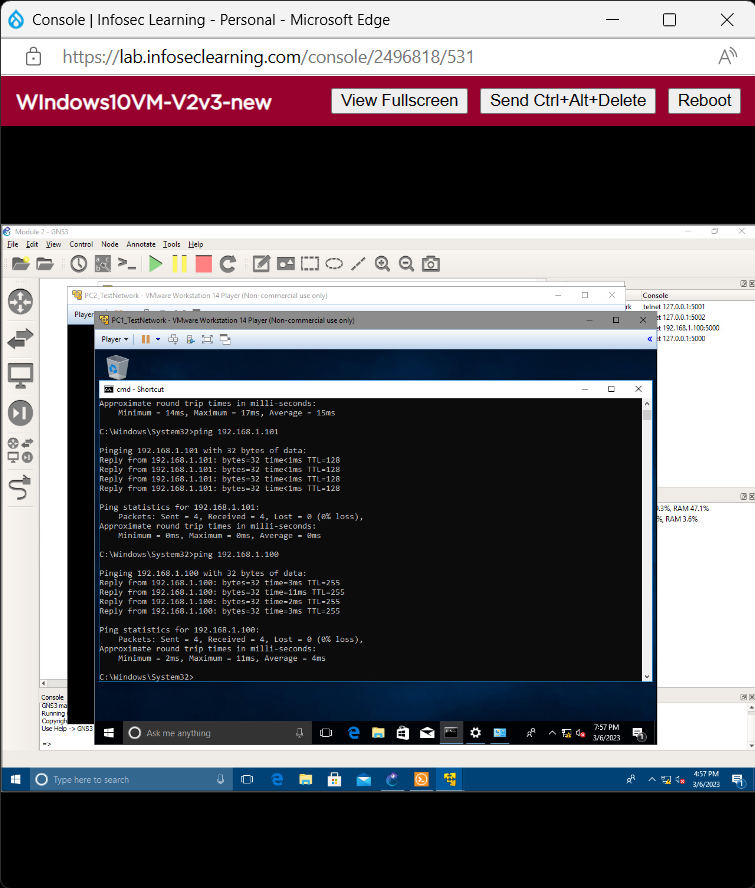 Console | Infosec Learning - Personal - Microsoft Edge
https://lab.infoseclearning.com/console/2496818/531
WIndows10VM-V2v3-new
View Fullscreen
Send Ctrl+Alt+Delete
Reboot
Module 2 - GNS3
File Edit View Control Node Annotate Tools Help
PC2_TestNetwork - VMware Workstation 14 Player (Non-commercial use only)
Player
Console
telnet 127.0.0.1:5001
et 127.0.0.1:5002
et 192.168.1.100:5000
et 127.0.0.1:5000
PC1_TestNetwork - VMware Workstation 14 Player (Non-commercial use only)
Player
cmd - Shortcut
Approximate round trip times in milli-seconds:
Minimum = 14ms, Maximum = 17ms, Average = 15ms
C:\Windows\System32>ping 192.168.1.101
Pinging 192.168.1.101 with 32 bytes of data:
Reply from 192.168.1.101: bytes=32 time<1ms TTL=128
Reply from 192.168.1.101: bytes=32 time<1ms TTL=128
Reply from 192.168.1.101: bytes=32 time<1ms TTL=128
Reply from 192.168.1.101: bytes=32 time<1ms TTL=128
Ping statistics for 192.168.1.101:
Packets: Sent = 4, Received = 4, Lost = 0 (0% loss),
Approximate round trip times in milli-seconds:
Minimum = 0ms, Maximum = 0ms, Average = 0ms
C:\Windows\System32>ping 192.168.1.100
Pinging 192.168.1.100 with 32 bytes of data:
Reply from 192.168.1.100: bytes=32 time=3ms TTL=255
Reply from 192.168.1.100: bytes=32 time=11ms TTL=255
Reply from 192.168.1.100: bytes=32 time=2ms TTL=255
Reply from 192.168.1.100: bytes=32 time=3ms TTL=255
Ping statistics for 192.168.1.100:
Packets: Sent = 4, Received = 4, Lost = 0 (0% loss),
Approximate round trip times in milli-seconds:
Minimum = 2ms, Maximum = 11ms, Average = 4ms
C:\Windows\System32>
RAM 47.1%
%, RAM 3.6%
Console
GNS3 ma
Running
Copyrigh
Use Help -> GNS3
=>
Ask me anything
7:57 PM
3/6/2023
Type here to search
4:57 PM
3/6/2023